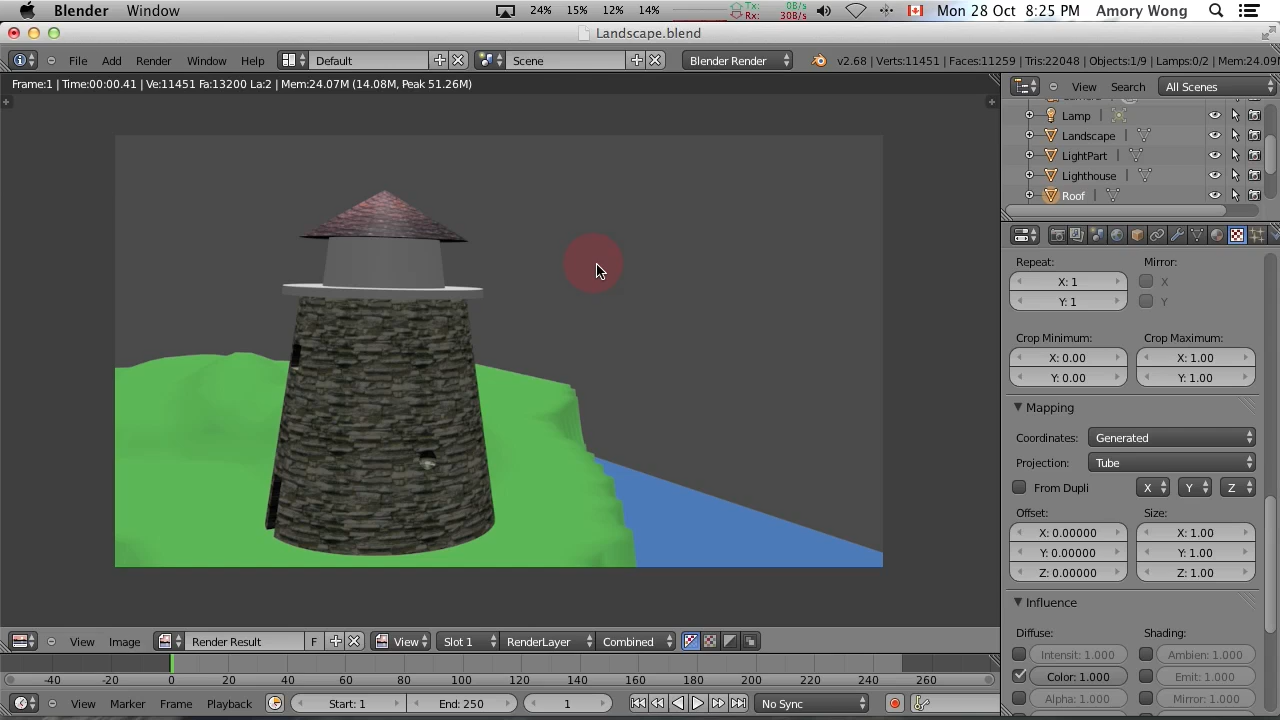 Blender Window 24% 15% 12% 14% Tx: 0B/s Rx: 30B/s Mon 28 Oct 8:25 PM Amory Wong
Landscape.blend
File Add Render Window Help Default Scene Blender Render v2.68 | Verts:11451 | Faces:11259 | Tris:22048 | Objects:1/9 | Lamps:0/2 | Mem:24.09
Frame:1 | Time:00:00.41 | Ve:11451 Fa:13200 La:2 | Mem:24.07M (14.08M, Peak 51.26M)
View Search All Scenes
Lamp
Landscape
LightPart
Lighthouse
Roof
Repeat: Mirror:
X: 1 X
Y: 1 Y
Crop Minimum: Crop Maximum:
X: 0.00 X: 1.00
Y: 0.00 Y: 1.00
Mapping
Coordinates: Generated
Projection: Tube
From Dupli X Y Z
Offset: Size:
X: 0.00000 X: 1.00
Y: 0.00000 Y: 1.00
Z: 0.00000 Z: 1.00
Influence
Diffuse: Shading:
Intensit: 1.000 Ambien: 1.000
Color: 1.000 Emit: 1.000
Alpha: 1.000 Mirror: 1.000
View Image Render Result F View Slot 1 RenderLayer Combined
-40 -20 0 20 40 60 80 100 120 140 160 180 200 220 240 260
View Marker Frame Playback Start: 1 End: 250 1 No Sync